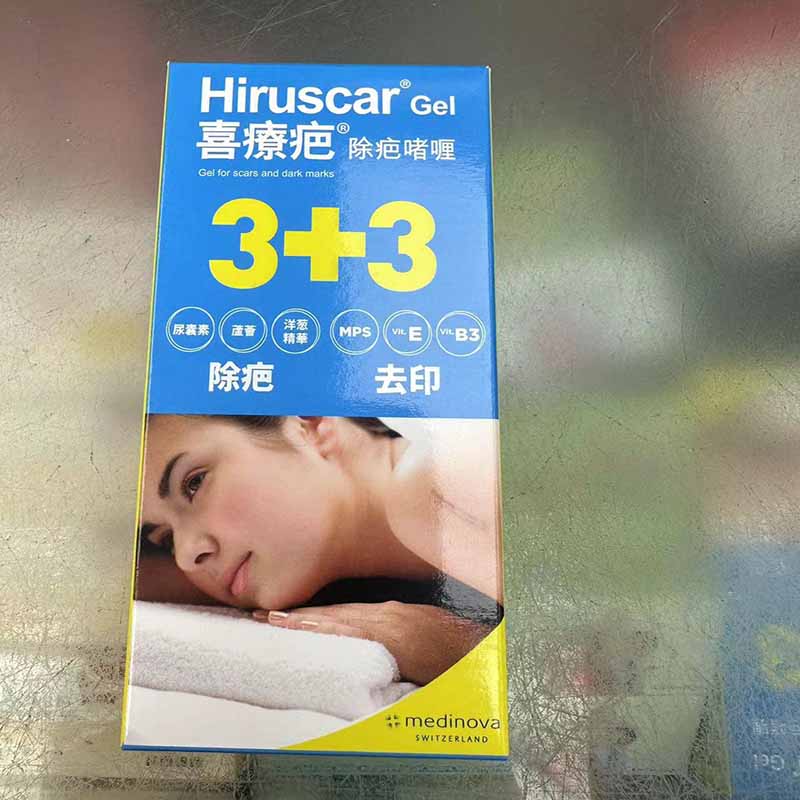 Hiruscar® Gel
喜療疤® 除疤啫喱
Gel for scars and dark marks
3+3
尿囊素 蘆薈 洋葱精華 MPS Vit. E Vit. B3
除疤 去印
medinova
SWITZERLAND
Gel